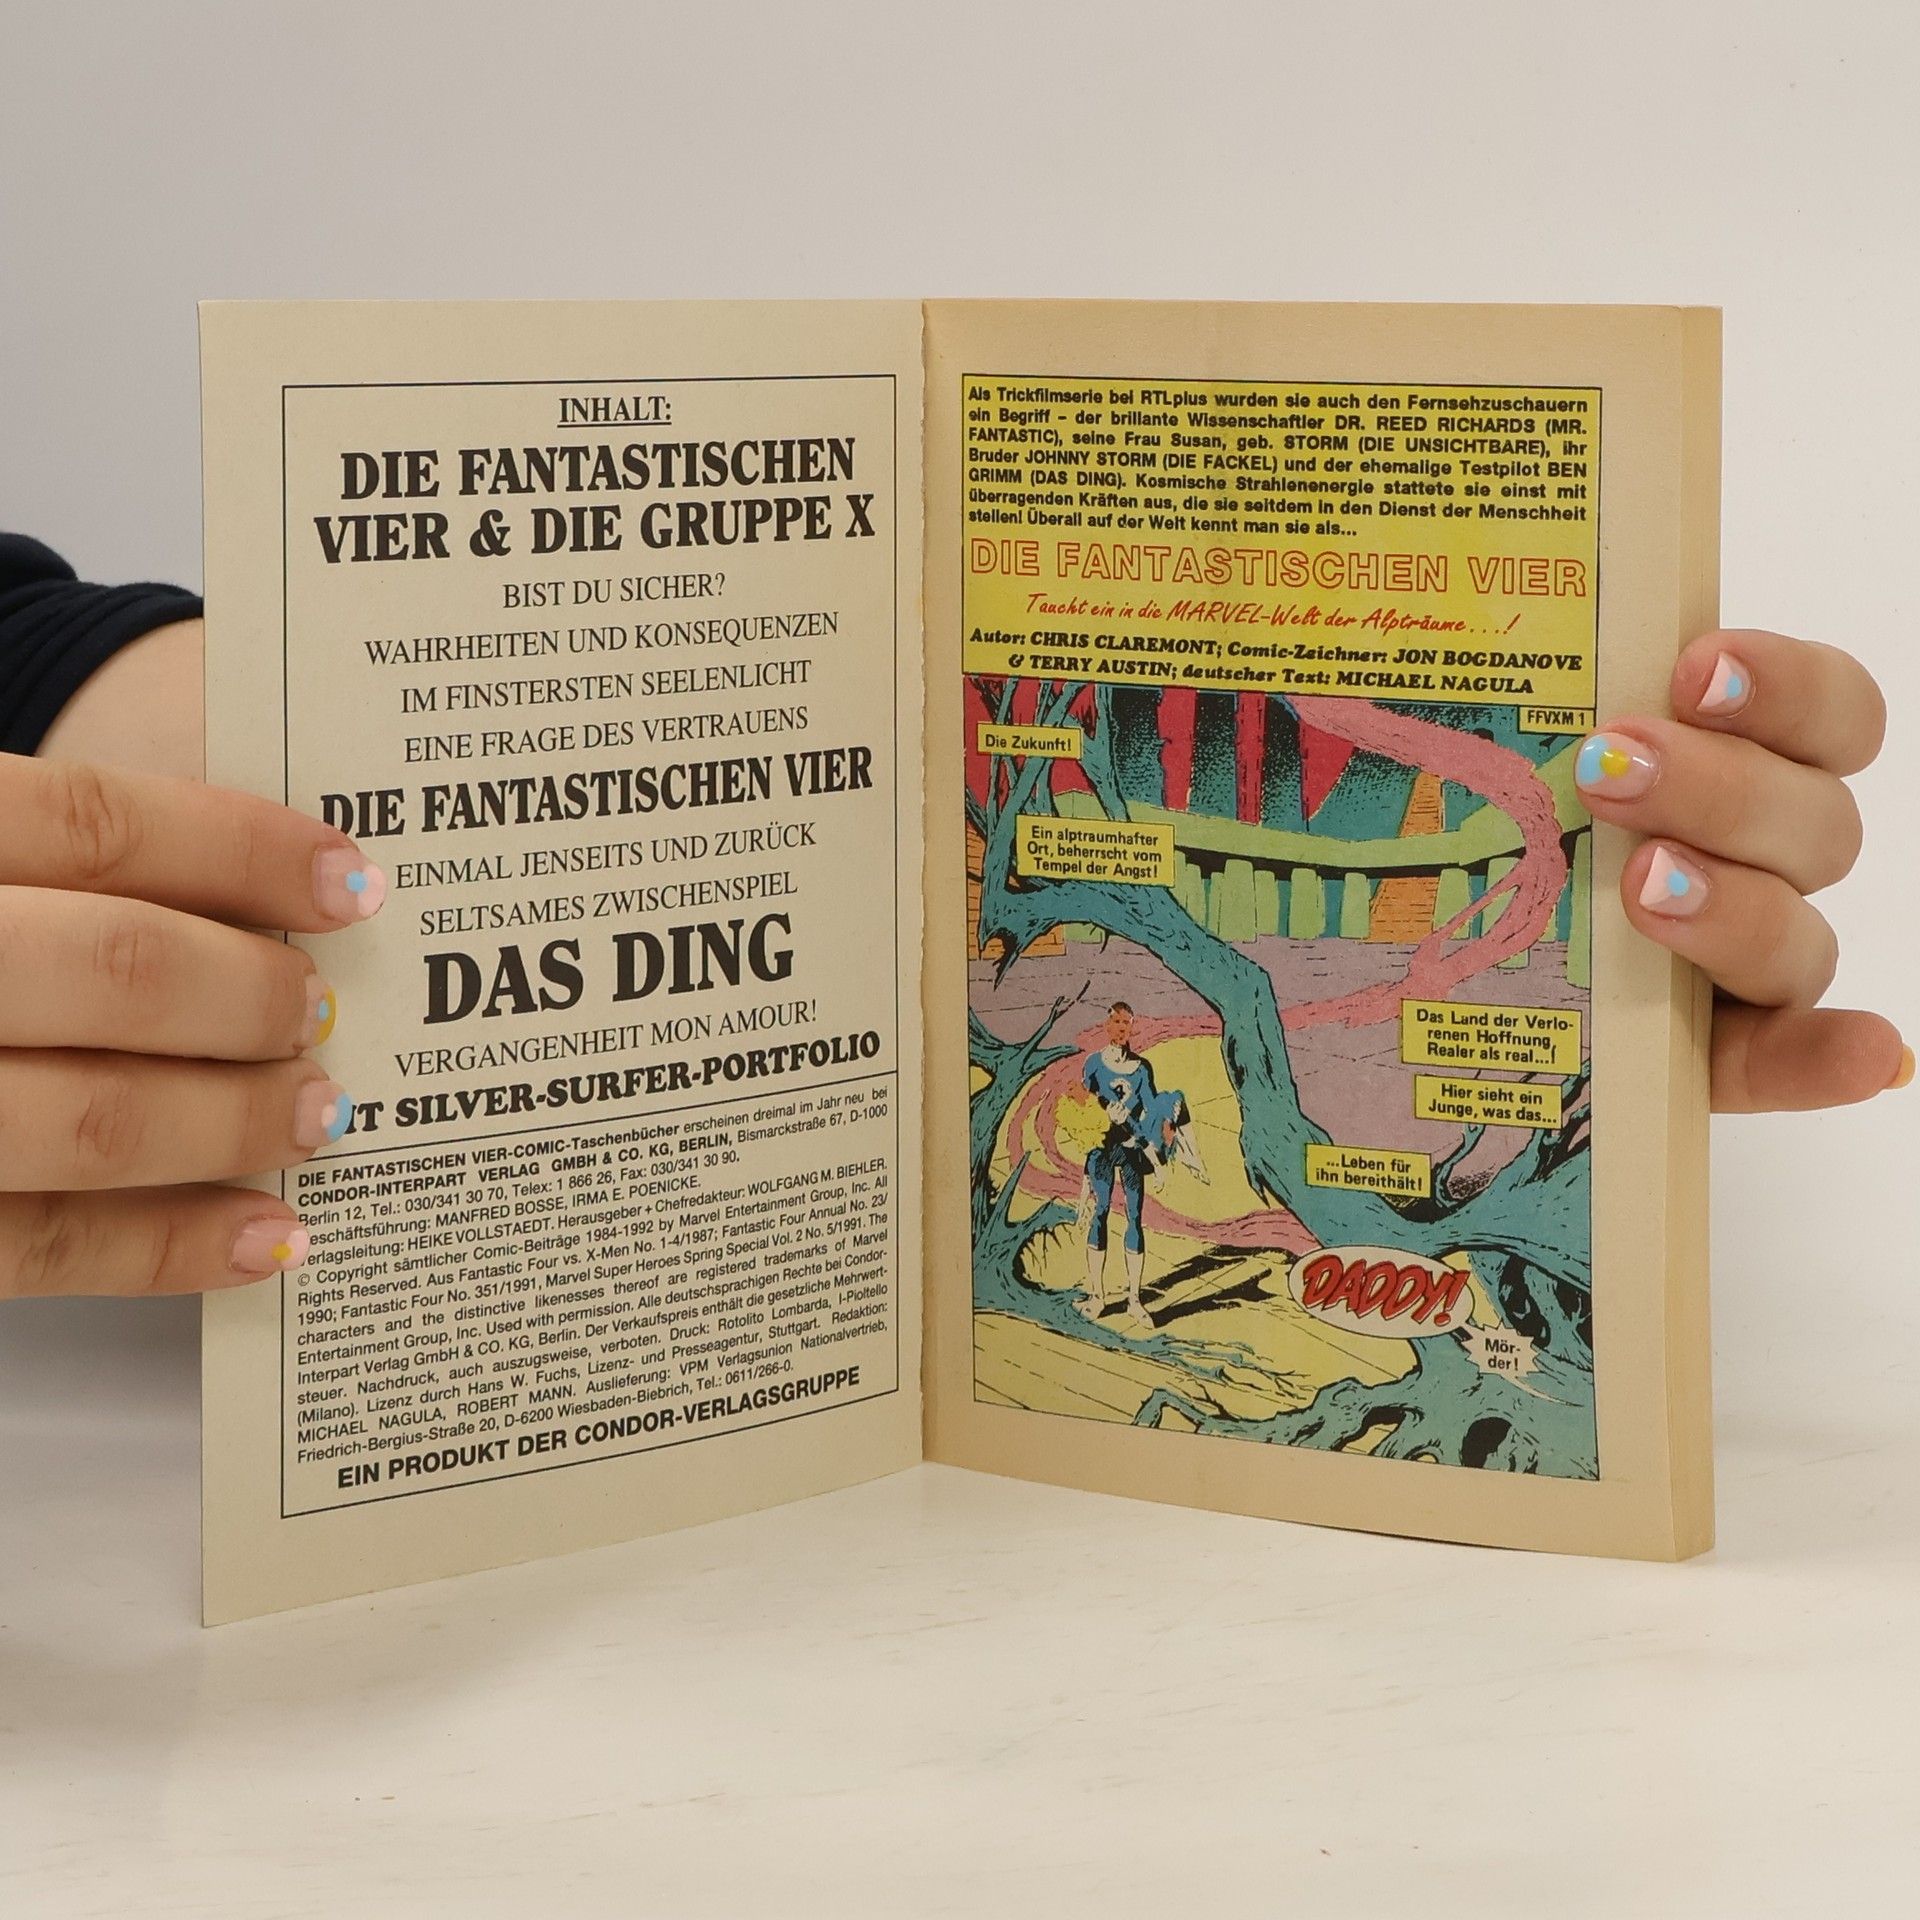 INHALT:
DIE FANTASTISCHEN
VIER & DIE GRUPPE X
BIST DU SICHER?
WAHRHEITEN UND KONSEQUENZEN
IM FINSTERSTEN SEELENLICHT
EINE FRAGE DES VERTRAUENS
DIE FANTASTISCHEN VIER
EINMAL JENSEITS UND ZURÜCK
SELTSAMES ZWISCHENSPIEL
DAS DING
VERGANGENHEIT MON AMOUR!
IT SILVER-SURFER-PORTFOLIO
DIE FANTASTISCHEN VIER-COMIC-Taschenbücher erscheinen dreimal im Jahr neu bei
CONDOR-INTERPART VERLAG GMBH & CO. KG, BERLIN, Bismarckstraße 67, D-1000
Berlin 12, Tel.: 030/341 30 70, Telex: 1 866 26, Fax: 030/341 30 90.
eschäftsführung: MANFRED BOSSE, IRMA E. POENICKE.
erlagsleitung: HEIKE VOLLSTAEDT. Herausgeber + Chefredakteur: WOLFGANG M. BIEHLER.
© Copyright sämtlicher Comic-Beiträge 1984-1992 by Marvel Entertainment Group, Inc. All
Rights Reserved. Aus Fantastic Four vs. X-Men No. 1-4/1987; Fantastic Four Annual No. 23/
1990; Fantastic Four No. 351/1991, Marvel Super Heroes Spring Special Vol. 2 No. 5/1991. The
characters and the distinctive likenesses thereof are registered trademarks of Marvel
Entertainment Group, Inc. Used with permission. Alle deutschsprachigen Rechte bei Condor-
Interpart Verlag GmbH & CO. KG, Berlin. Der Verkaufspreis enthält die gesetzliche Mehrwert-
steuer. Nachdruck, auch auszugsweise, verboten. Druck: Rotolito Lombarda, I-Pioltello
(Milano). Lizenz durch Hans W. Fuchs, Lizenz- und Presseagentur, Stuttgart. Redaktion:
MICHAEL NAGULA, ROBERT MANN. Auslieferung: VPM Verlagsunion Nationalvertrieb,
Friedrich-Bergius-Straße 20, D-6200 Wiesbaden-Biebrich, Tel.: 0611/266-0.
EIN PRODUKT DER CONDOR-VERLAGSGRUPPE
Als Trickfilmserie bei RTLplus wurden sie auch den Fernsehzuschauern
ein Begriff – der brillante Wissenschaftler DR. REED RICHARDS (MR.
FANTASTIC), seine Frau Susan, geb. STORM (DIE UNSICHTBARE), ihr
Bruder JOHNNY STORM (DIE FACKEL) und der ehemalige Testpilot BEN
GRIMM (DAS DING). Kosmische Strahlenenergie stattete sie einst mit
überragenden Kräften aus, die sie seitdem in den Dienst der Menschheit
stellen! Überall auf der Welt kennt man sie als...
DIE FANTASTISCHEN VIER
Taucht ein in die MARVEL-Welt der Alpträume...!
Autor: CHRIS CLAREMONT; Comic-Zeichner: JON BOGDANOVE
& TERRY AUSTIN; deutscher Text: MICHAEL NAGULA
FFVXM 1
Die Zukunft!
Ein alptraumhafter
Ort, beherrscht vom
Tempel der Angst!
Das Land der Verlo-
renen Hoffnung,
Realer als real...!
Hier sieht ein
Junge, was das...
...Leben für
ihn bereithält!
4
DADDY!
Mör-
der!